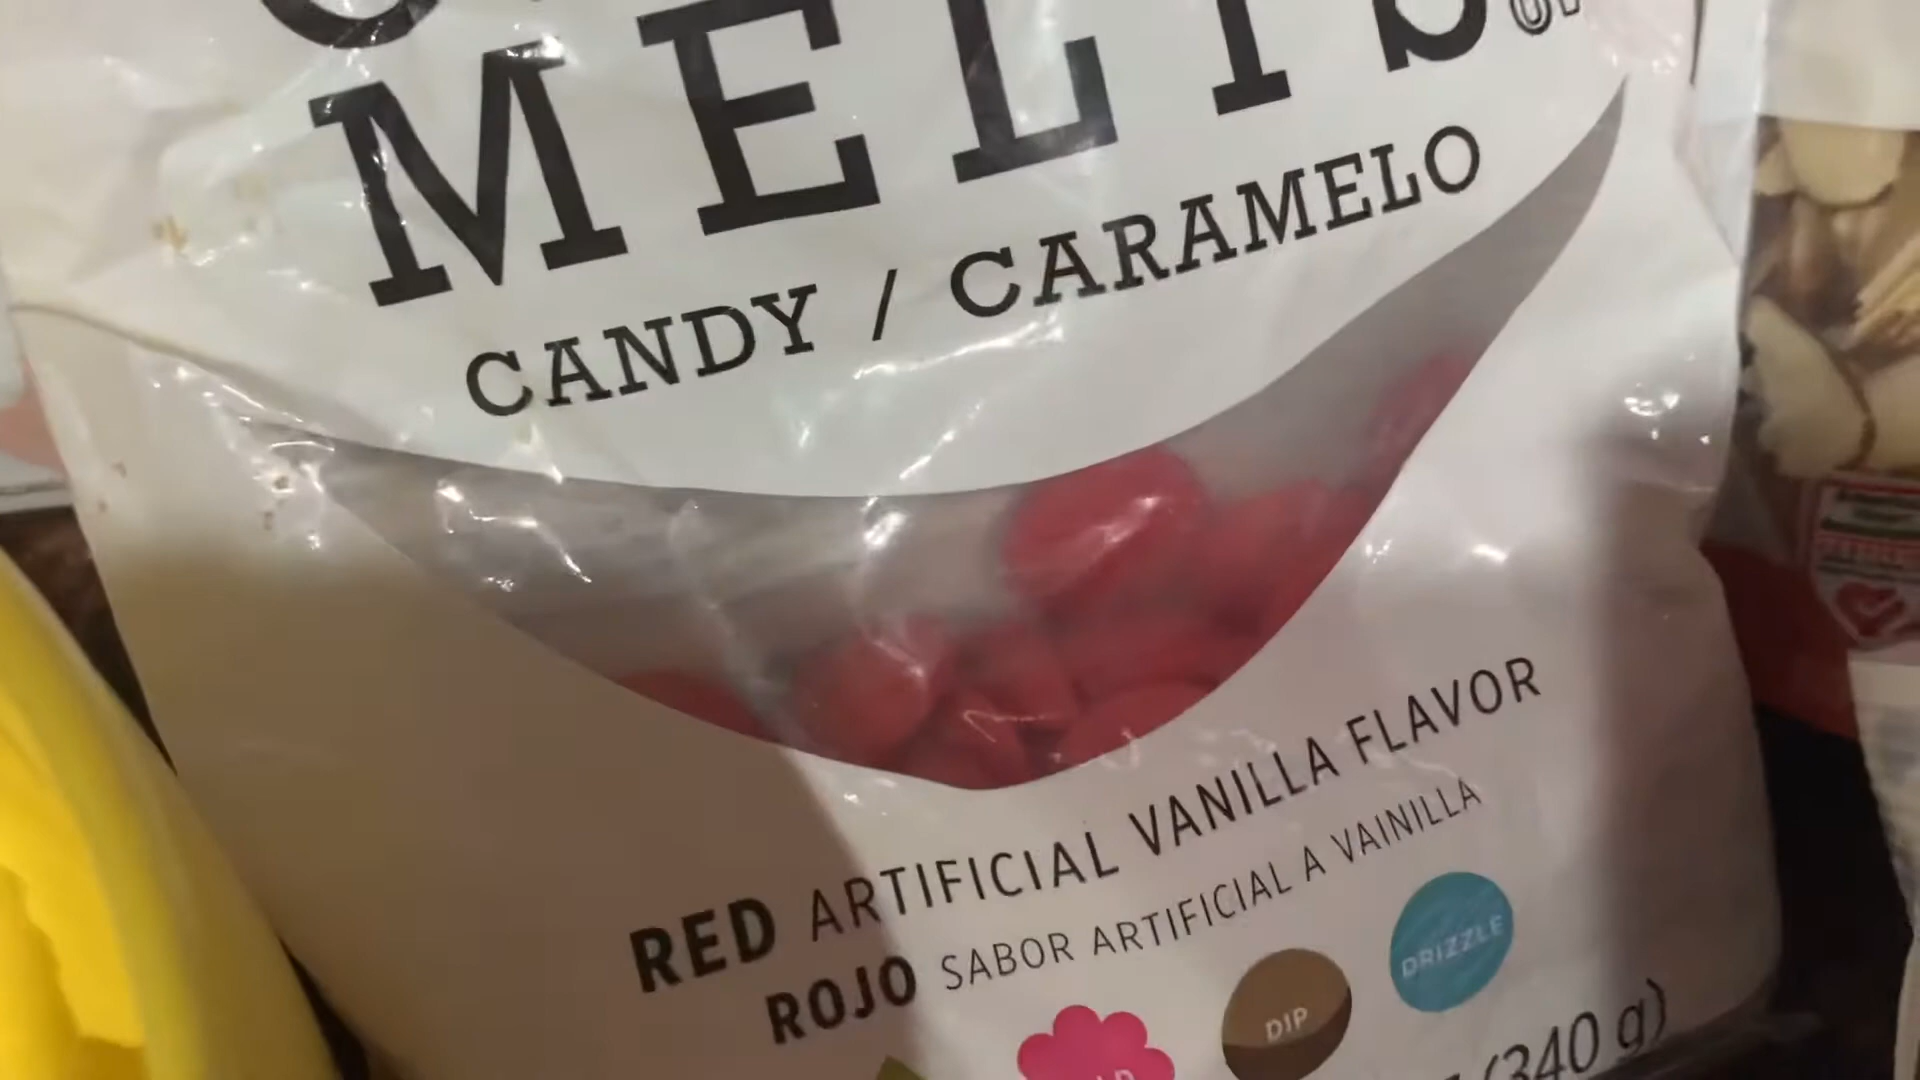 MELTS
CANDY / CARAMELO
RED ARTIFICIAL VANILLA FLAVOR
ROJO SABOR ARTIFICIAL A VAINILLA
DRIZZLE
DIP
(340 g)